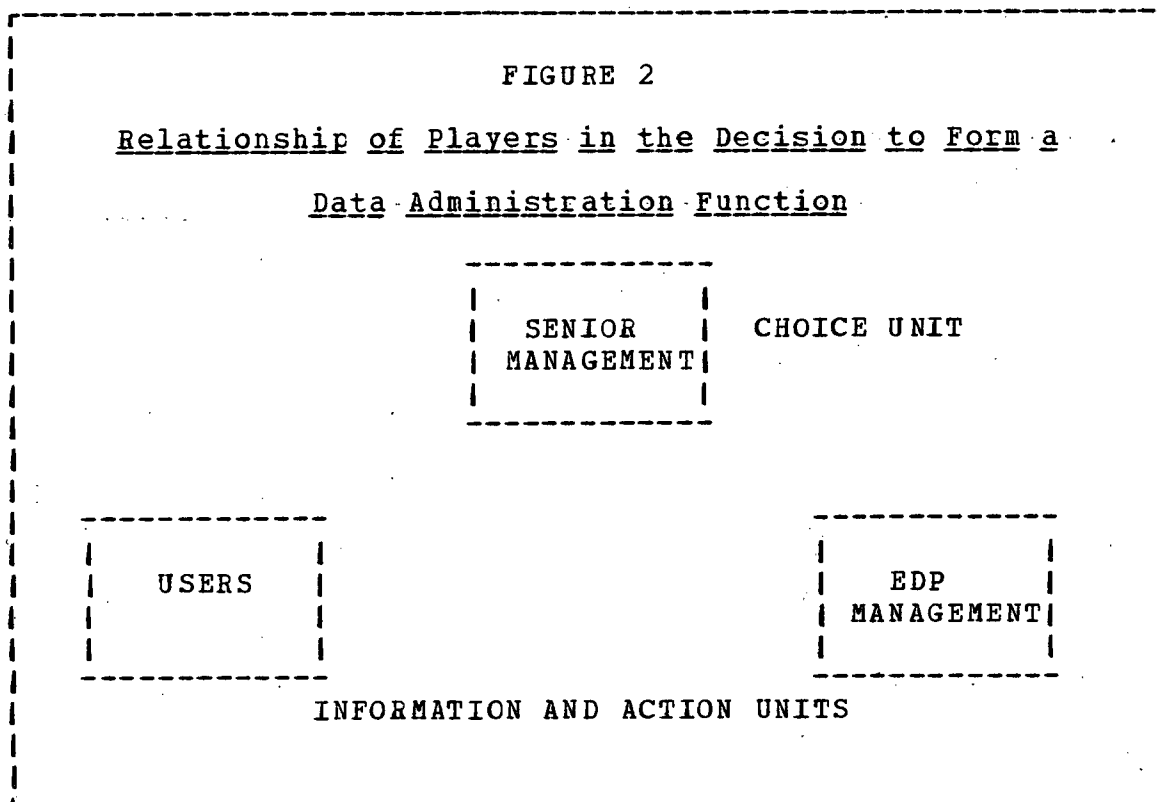 FIGURE 2
Relationship of Players in the Decision to Form a
Data Administration Function
SENIOR
MANAGEMENT
CHOICE UNIT
USERS
EDP
MANAGEMENT
INFORMATION AND ACTION UNITS